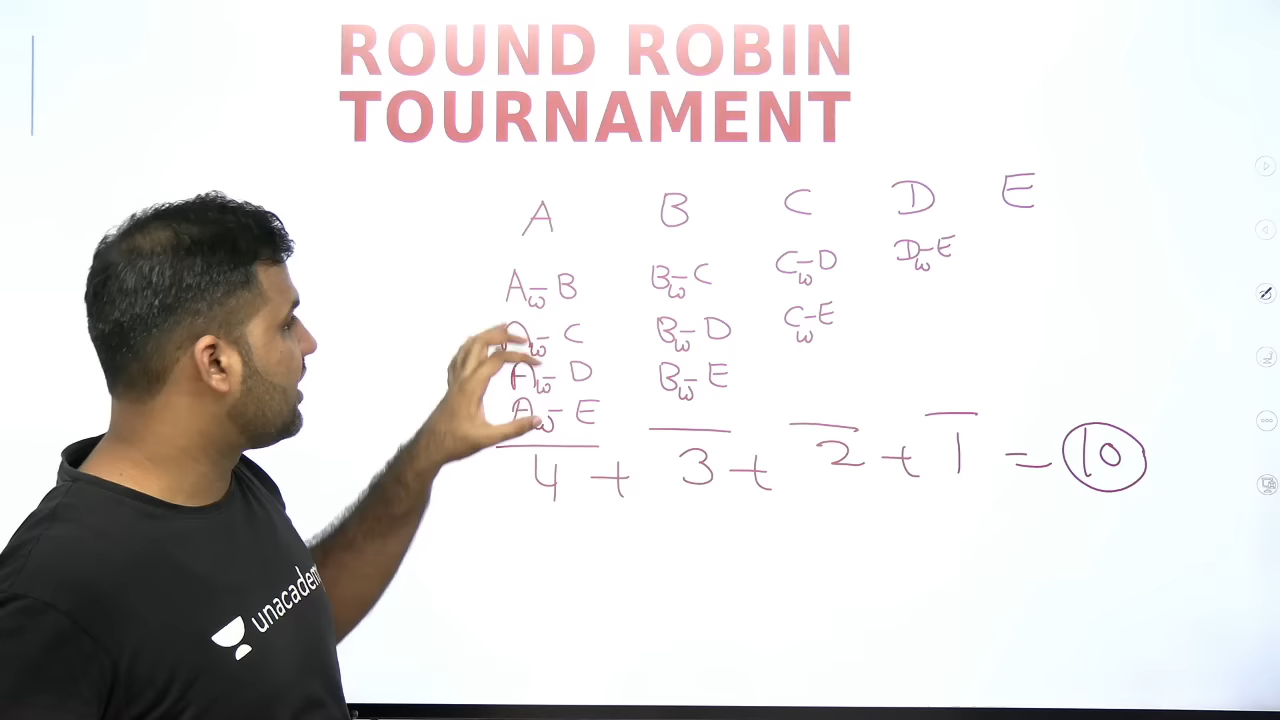 ROUND ROBIN
TOURNAMENT
A B C D E
A-B B-C C-D D-E
w w w w
A-C B-D C-E
w w w
A-D B-E
w w
A-E
w
4 + 3 + 2 + 1 = 10
unacadem